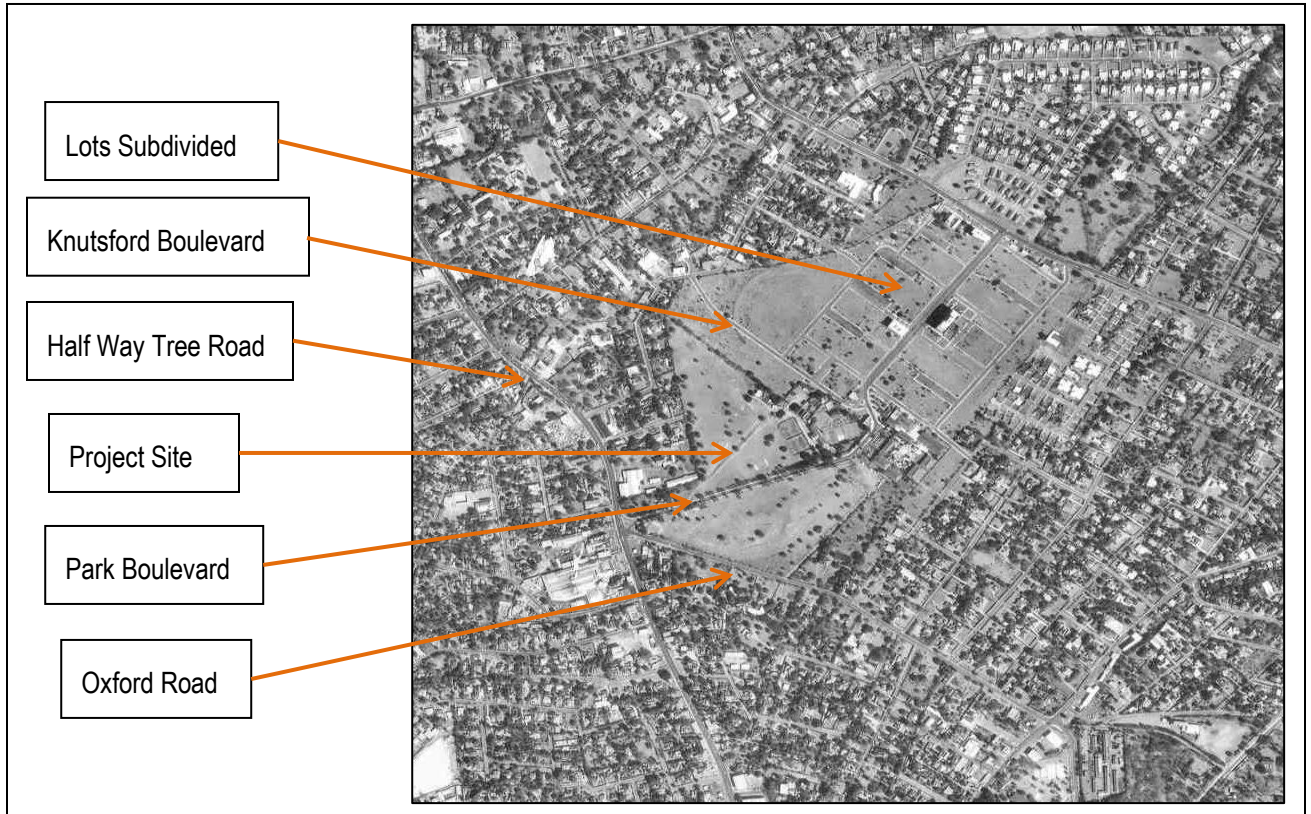 Lots Subdivided
Knutsford Boulevard
Half Way Tree Road
Project Site
Park Boulevard
Oxford Road